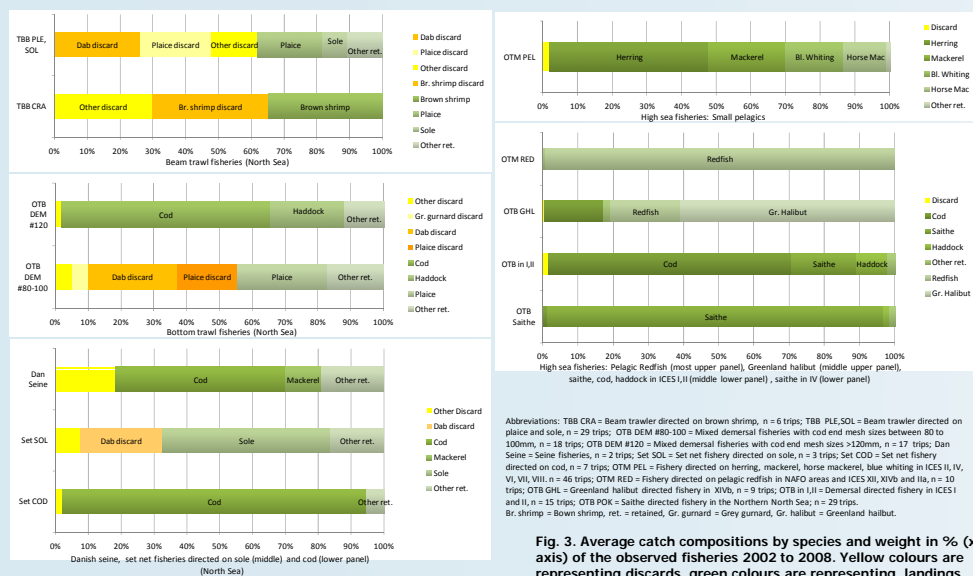 TBB PLE,
SOL
Dab discard
Plaice discard
Other discard
Plaice
Sole
Other ret.
TBB CRA
Other discard
Br. shrimp discard
Brown shrimp
0% 10% 20% 30% 40% 50% 60% 70% 80% 90% 100%
Beam trawl fisheries (North Sea)
Dab discard
Plaice discard
Other discard
Br. shrimp discard
Brown shrimp
Plaice
Sole
Other ret.
OTB
DEM
#120
Cod
Haddock
Other ret.
OTB
DEM
#80-100
Dab discard
Plaice discard
Plaice
Other ret.
0% 10% 20% 30% 40% 50% 60% 70% 80% 90% 100%
Bottom trawl fisheries (North Sea)
Other discard
Gr. gurnard discard
Dab discard
Plaice discard
Cod
Haddock
Plaice
Other ret.
Dan
Seine
Cod
Mackerel
Other ret.
Set SOL
Dab discard
Sole
Other ret.
Set COD
Cod
Other ret.
0% 10% 20% 30% 40% 50% 60% 70% 80% 90% 100%
Danish seine, set net fisheries directed on sole (middle) and cod (lower panel)
(North Sea)
Other Discard
Dab discard
Cod
Mackerel
Sole
Other ret.
OTM PEL
Herring
Mackerel
Bl. Whiting
Horse Mac
0% 10% 20% 30% 40% 50% 60% 70% 80% 90% 100%
High sea fisheries: Small pelagics
Discard
Herring
Mackerel
Bl. Whiting
Horse Mac
Other ret.
OTM RED
Redfish
OTB GHL
Redfish
Gr. Halibut
OTB in I,II
Cod
Saithe
Haddock
OTB
Saithe
Saithe
0% 10% 20% 30% 40% 50% 60% 70% 80% 90% 100%
High sea fisheries: Pelagic Redfish (most upper panel), Greenland halibut (middle upper panel),
saithe, cod, haddock in ICES I,II (middle lower panel) , saithe in IV (lower panel)
Discard
Cod
Saithe
Haddock
Other ret.
Redfish
Gr. Halibut
Abbreviations: TBB CRA = Beam trawler directed on brown shrimp, n = 6 trips; TBB PLE,SOL = Beam trawler directed on
plaice and sole, n = 29 trips; OTB DEM #80-100 = Mixed demersal fisheries with cod end mesh sizes between 80 to
100mm, n = 18 trips; OTB DEM #120 = Mixed demersal fisheries with cod end mesh sizes >120mm, n = 17 trips; Dan
Seine = Seine fisheries, n = 2 trips; Set SOL = Set net fishery directed on sole, n = 3 trips; Set COD = Set net fishery
directed on cod, n = 7 trips; OTM PEL = Fishery directed on herring, mackerel, horse mackerel, blue whiting in ICES II, IV,
VI, VII, VIII. n = 46 trips; OTM RED = Fishery directed on pelagic redfish in NAFO areas and ICES XII, XIVb and IIa, n = 10
trips; OTB GHL = Greenland halibut directed fishery in XIVb, n = 9 trips; OTB in I,II = Demersal directed fishery in ICES I
and II, n = 15 trips; OTB POK = Saithe directed fishery in the Northern North Sea; n = 29 trips.
Br. shrimp = Bown shrimp, ret. = retained, Gr. gurnard = Grey gurnard, Gr. halibut = Greenland hailbut.
Fig. 3. Average catch compositions by species and weight in % (x
axis) of the observed fisheries 2002 to 2008. Yellow colours are
representing discards, green colours are representing landings